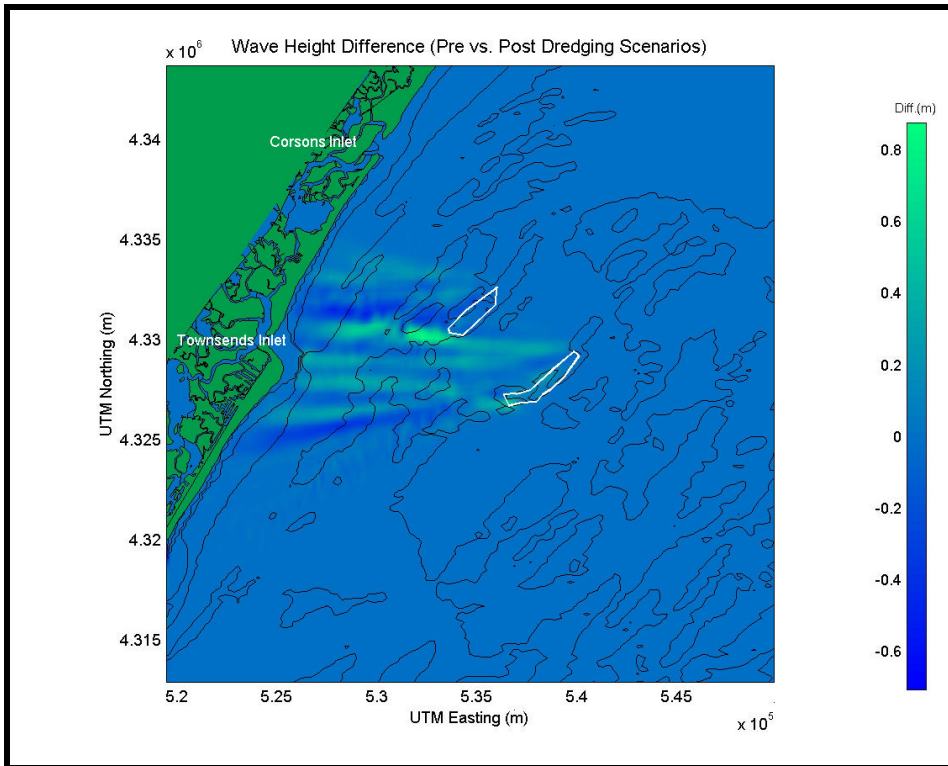 Wave Height Difference (Pre vs. Post Dredging Scenarios)
x 10^6
Diff.(m)
4.34
4.335
4.33
4.325
4.32
4.315
UTM Northing (m)
Corsons Inlet
Townsends Inlet
0.8
0.6
0.4
0.2
0
-0.2
-0.4
-0.6
5.2 5.25 5.3 5.35 5.4 5.45
UTM Easting (m)
x 10^5